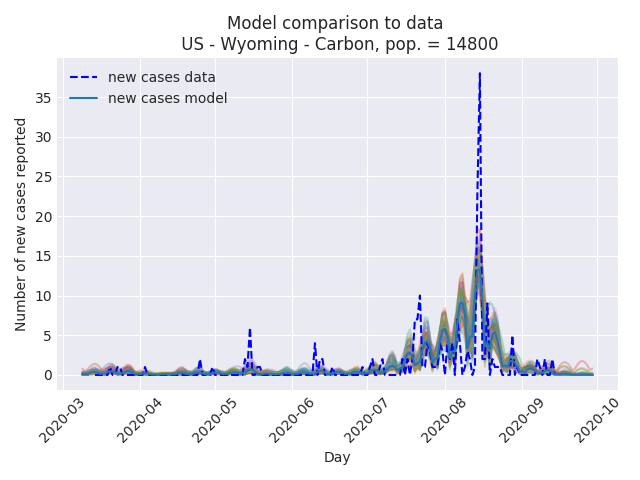 Model comparison to data
US - Wyoming - Carbon, pop. = 14800
new cases data
new cases model
Number of new cases reported
35
30
25
20
15
10
5
0
2020-03
2020-04
2020-05
2020-06
2020-07
2020-08
2020-09
2020-10
Day